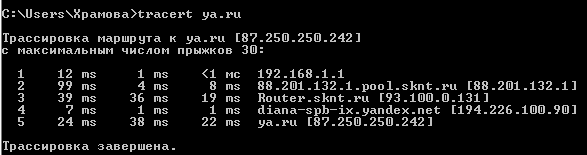 C:\Users\Храмова>tracert ya.ru
Трассировка маршрута к ya.ru [87.250.250.242]
с максимальным числом прыжков 30:
1 12 ms 1 ms <1 мс 192.168.1.1
2 99 ms 4 ms 8 ms 88.201.132.1.pool.sknt.ru [88.201.132.1]
3 39 ms 36 ms 19 ms Router.sknt.ru [93.100.0.131]
4 7 ms 1 ms 1 ms diana-spb-ix.yandex.net [194.226.100.90]
5 24 ms 38 ms 22 ms ya.ru [87.250.250.242]
Трассировка завершена.